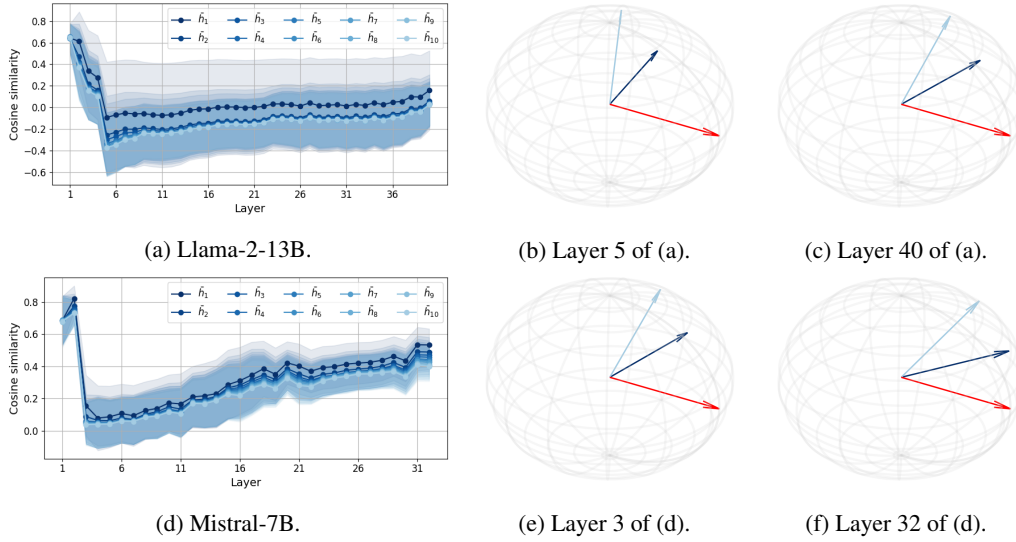 0.8
0.6
0.4
0.2
0.0
−0.2
−0.4
−0.6
Cosine similarity
h̄₁ h̄₃ h̄₅ h̄₇ h̄₉
h̄₂ h̄₄ h̄₆ h̄₈ h̄₁₀
1 6 11 16 21 26 31 36
Layer
(a) Llama-2-13B.
(b) Layer 5 of (a).
(c) Layer 40 of (a).
0.8
0.6
0.4
0.2
0.0
Cosine similarity
h̄₁ h̄₃ h̄₅ h̄₇ h̄₉
h̄₂ h̄₄ h̄₆ h̄₈ h̄₁₀
1 6 11 16 21 26 31
Layer
(d) Mistral-7B.
(e) Layer 3 of (d).
(f) Layer 32 of (d).